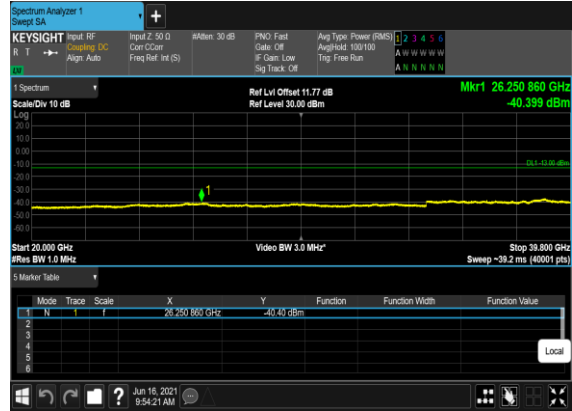 Spectrum Analyzer 1
Swept SA
+
KEYSIGHT Input: RF Input Z: 50 Ω #Atten: 30 dB PNO: Fast Avg Type: Power (RMS) 1 2 3 4 5 6
R T Coupling: DC Corr CCorr Gate: Off Avg|Hold: 100/100 A W W W W W
Align: Auto Freq Ref: Int (S) IF Gain: Low Trig: Free Run
LXI Sig Track: Off A N N N N N
1 Spectrum Ref Lvl Offset 11.77 dB Mkr1 26.250 860 GHz
Scale/Div 10 dB Ref Level 30.00 dBm -40.399 dBm
Log
20.0
10.0
0.00
-10.0
DL1 -13.00 dBm
-20.0
-30.0
1
-40.0
-50.0
-60.0
Start 20.000 GHz Video BW 3.0 MHz* Stop 39.800 GHz
#Res BW 1.0 MHz Sweep ~39.2 ms (40001 pts)
5 Marker Table
Mode Trace Scale X Y Function Function Width Function Value
1 N 1 f 26.250 860 GHz -40.40 dBm
2
3
4
5
6
Local
? Jun 16, 2021
9:54:21 AM